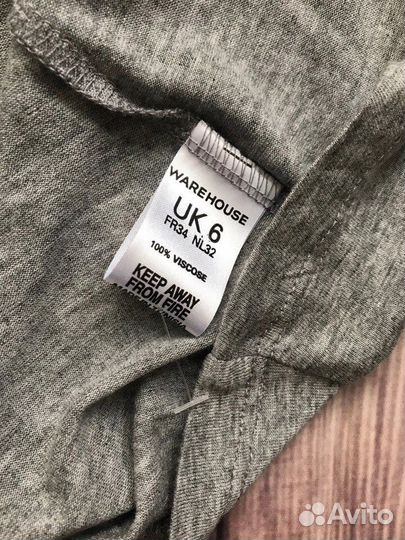 WAREHOUSE
UK 6
FR34 NL32
100% VISCOSE
KEEP AWAY
FROM FIRE
Avito